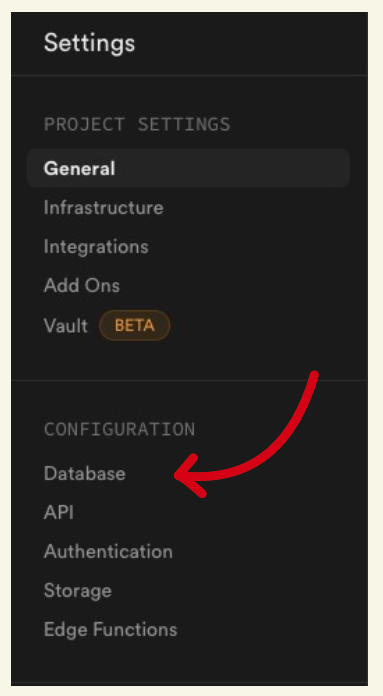 Settings
PROJECT SETTINGS
General
Infrastructure
Integrations
Add Ons
Vault BETA
CONFIGURATION
Database
API
Authentication
Storage
Edge Functions